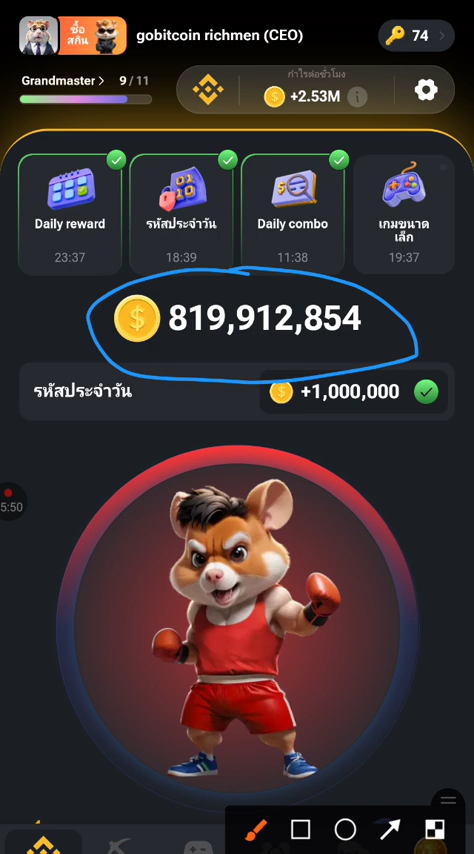 ซื้อ
สกิน
gobitcoin richmen (CEO)
74
Grandmaster
9 / 11
กำไรต่อชั่วโมง
+2.53M
Daily reward
23:37
รหัสประจำวัน
18:39
Daily combo
11:38
เกมขนาด
เล็ก
19:37
819,912,854
รหัสประจำวัน
+1,000,000
5:50